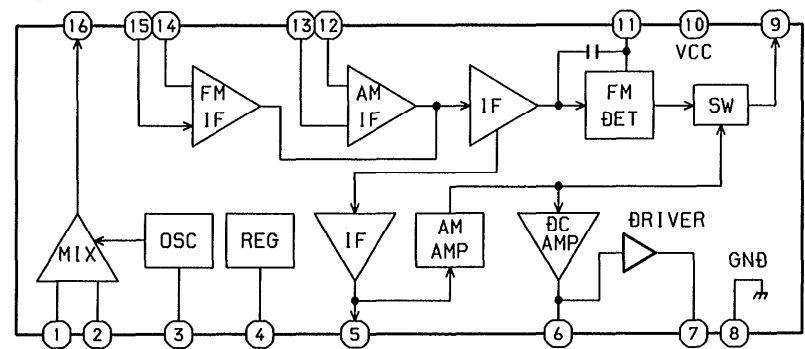 16 15 14 13 12 11 10 9
VCC
FM
IF
AM
IF
IF
FM
DET
SW
MIX
OSC
REG
IF
AM
AMP
DC
AMP
DRIVER
GND
1 2 3 4 5 6 7 8